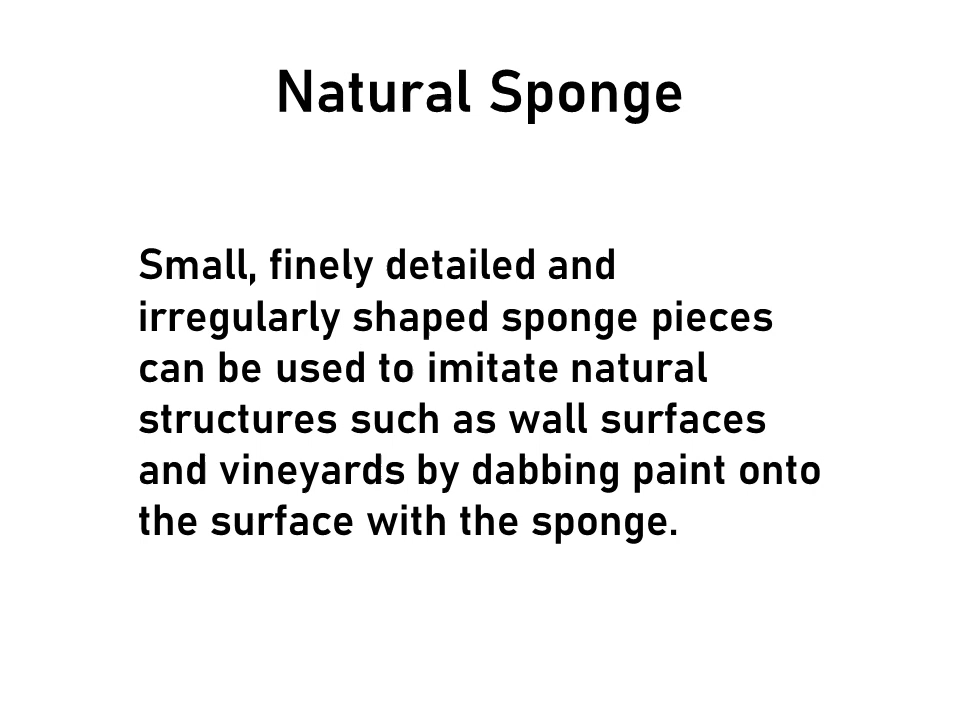 Natural Sponge
Small, finely detailed and
irregularly shaped sponge pieces
can be used to imitate natural
structures such as wall surfaces
and vineyards by dabbing paint onto
the surface with the sponge.